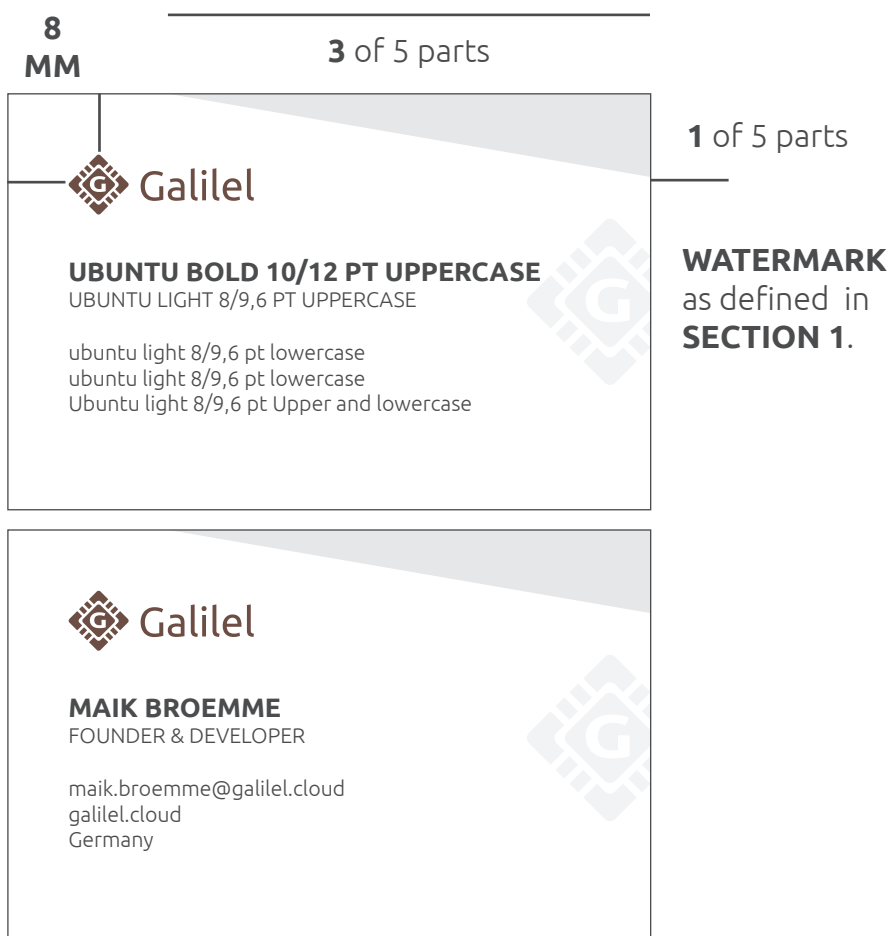 8
MM
3 of 5 parts
1 of 5 parts
G Galilel
UBUNTU BOLD 10/12 PT UPPERCASE
UBUNTU LIGHT 8/9,6 PT UPPERCASE
ubuntu light 8/9,6 pt lowercase
ubuntu light 8/9,6 pt lowercase
Ubuntu light 8/9,6 pt Upper and lowercase
G
WATERMARK
as defined in
SECTION 1.
G Galilel
MAIK BROEMME
FOUNDER & DEVELOPER
maik.broemme@galilel.cloud
galilel.cloud
Germany
G